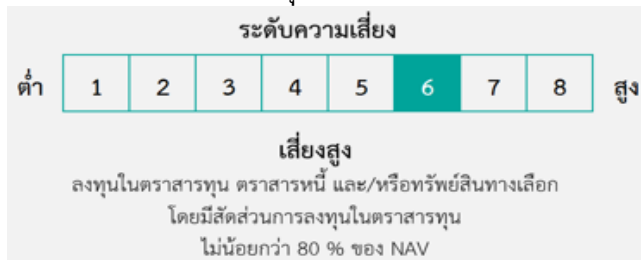 ระดับความเสี่ยง
ต่ำ 1 2 3 4 5 6 7 8 สูง
เสี่ยงสูง
ลงทุนในตราสารทุน ตราสารหนี้ และ/หรือทรัพย์สินทางเลือก
โดยมีสัดส่วนการลงทุนในตราสารทุน
ไม่น้อยกว่า 80 % ของ NAV